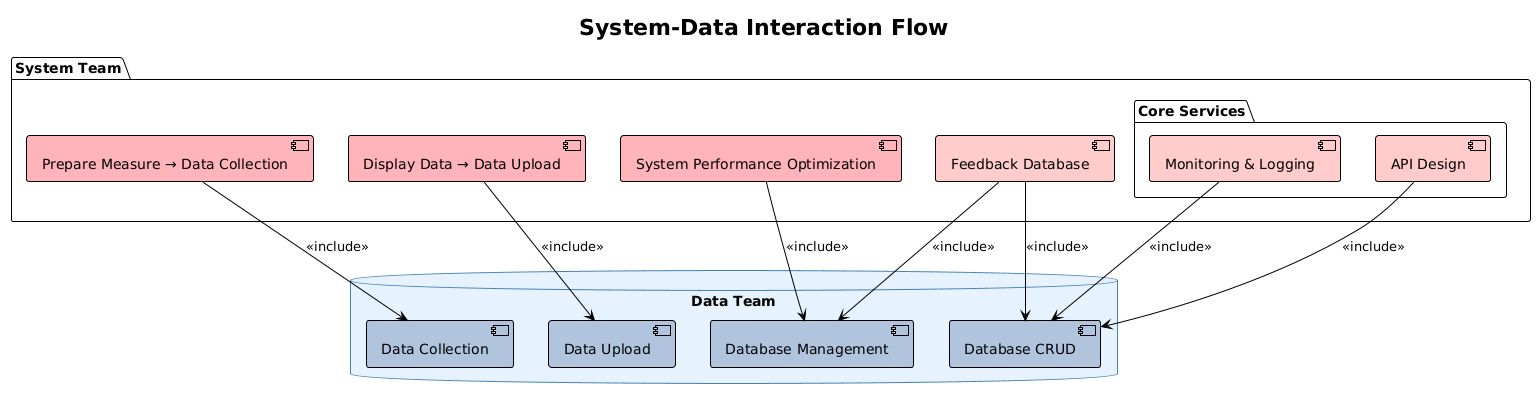 System-Data Interaction Flow
System Team
Core Services
Prepare Measure → Data Collection
Display Data → Data Upload
System Performance Optimization
Feedback Database
Monitoring & Logging
API Design
«include»
«include»
«include»
«include»
«include»
«include»
«include»
Data Team
Data Collection
Data Upload
Database Management
Database CRUD